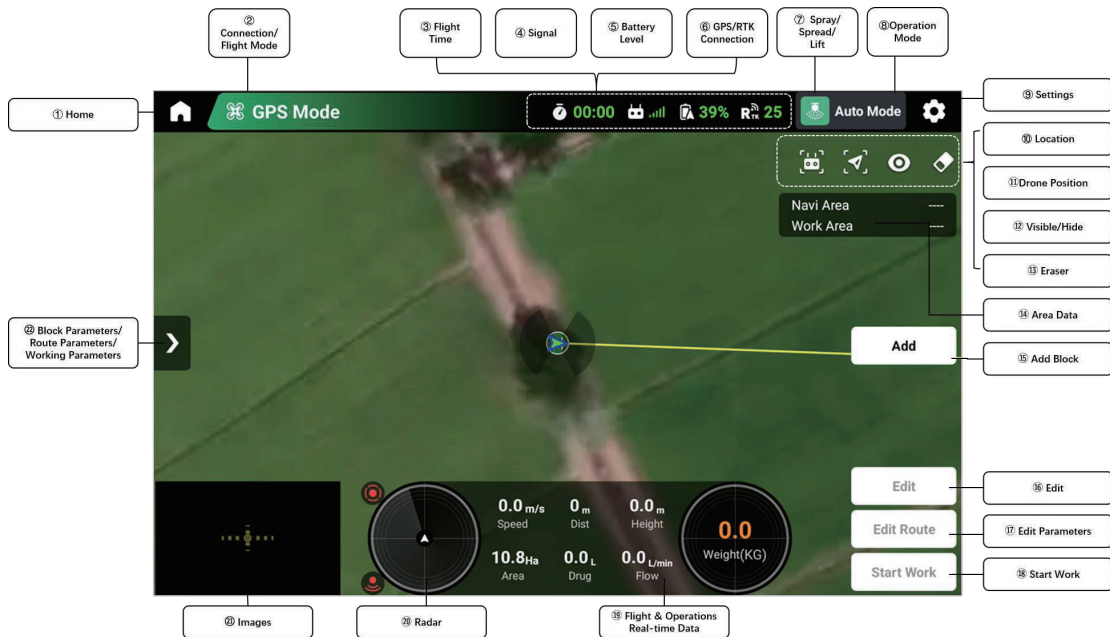 ②
Connection/
Flight Mode
③ Flight
Time
④ Signal
⑤ Battery
Level
⑥ GPS/RTK
Connection
⑦ Spray/
Spread/
Lift
⑧Operation
Mode
① Home
GPS Mode
00:00
39%
RTK 25
Auto Mode
⑨ Settings
⑩ Location
⑪Drone Position
⑫ Visible/Hide
⑬ Eraser
Navi Area ----
Work Area ----
⑭ Area Data
㉒ Block Parameters/
Route Parameters/
Working Parameters
Add
⑮ Add Block
Edit
⑯ Edit
Edit Route
⑰ Edit Parameters
Start Work
⑱ Start Work
0.0 m/s
Speed
0 m
Dist
0.0 m
Height
10.8 Ha
Area
0.0 L
Drug
0.0 L/min
Flow
0.0
Weight(KG)
㉑ Images
⑳ Radar
⑲ Flight & Operations
Real-time Data